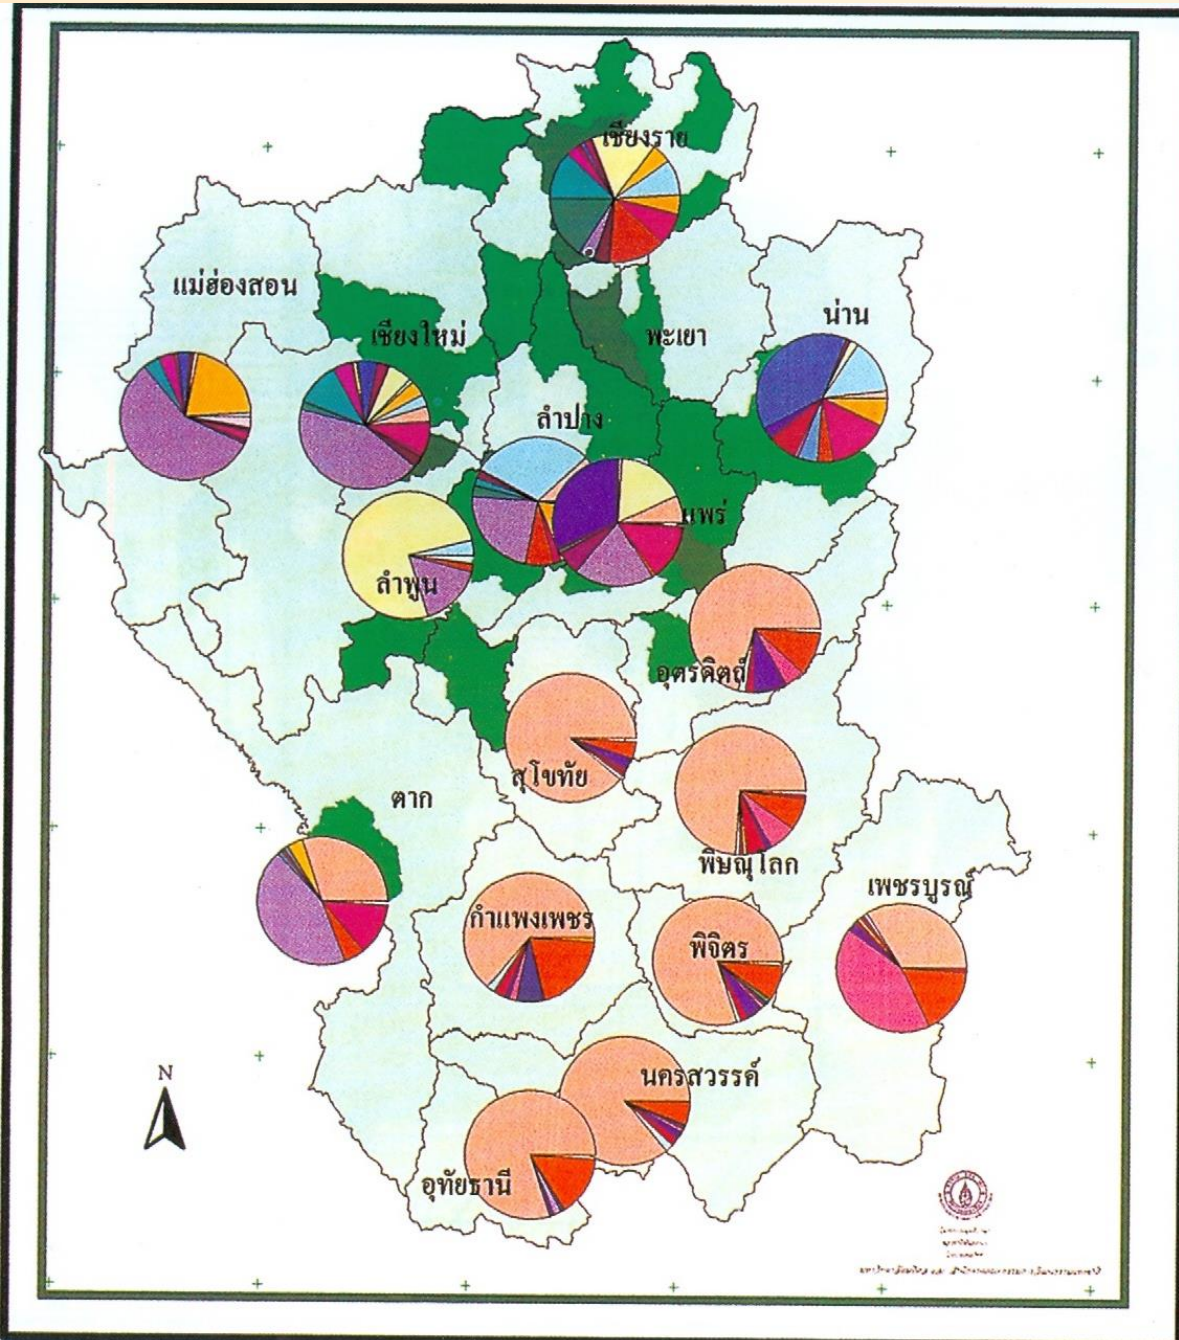 เชียงราย
แม่ฮ่องสอน
น่าน
เชียงใหม่
พะเยา
ลำปาง
แพร่
ลำพูน
อุตรดิตถ์
สุโขทัย
ตาก
พิษณุโลก
เพชรบูรณ์
กำแพงเพชร
พิจิตร
N
นครสวรรค์
อุทัยธานี